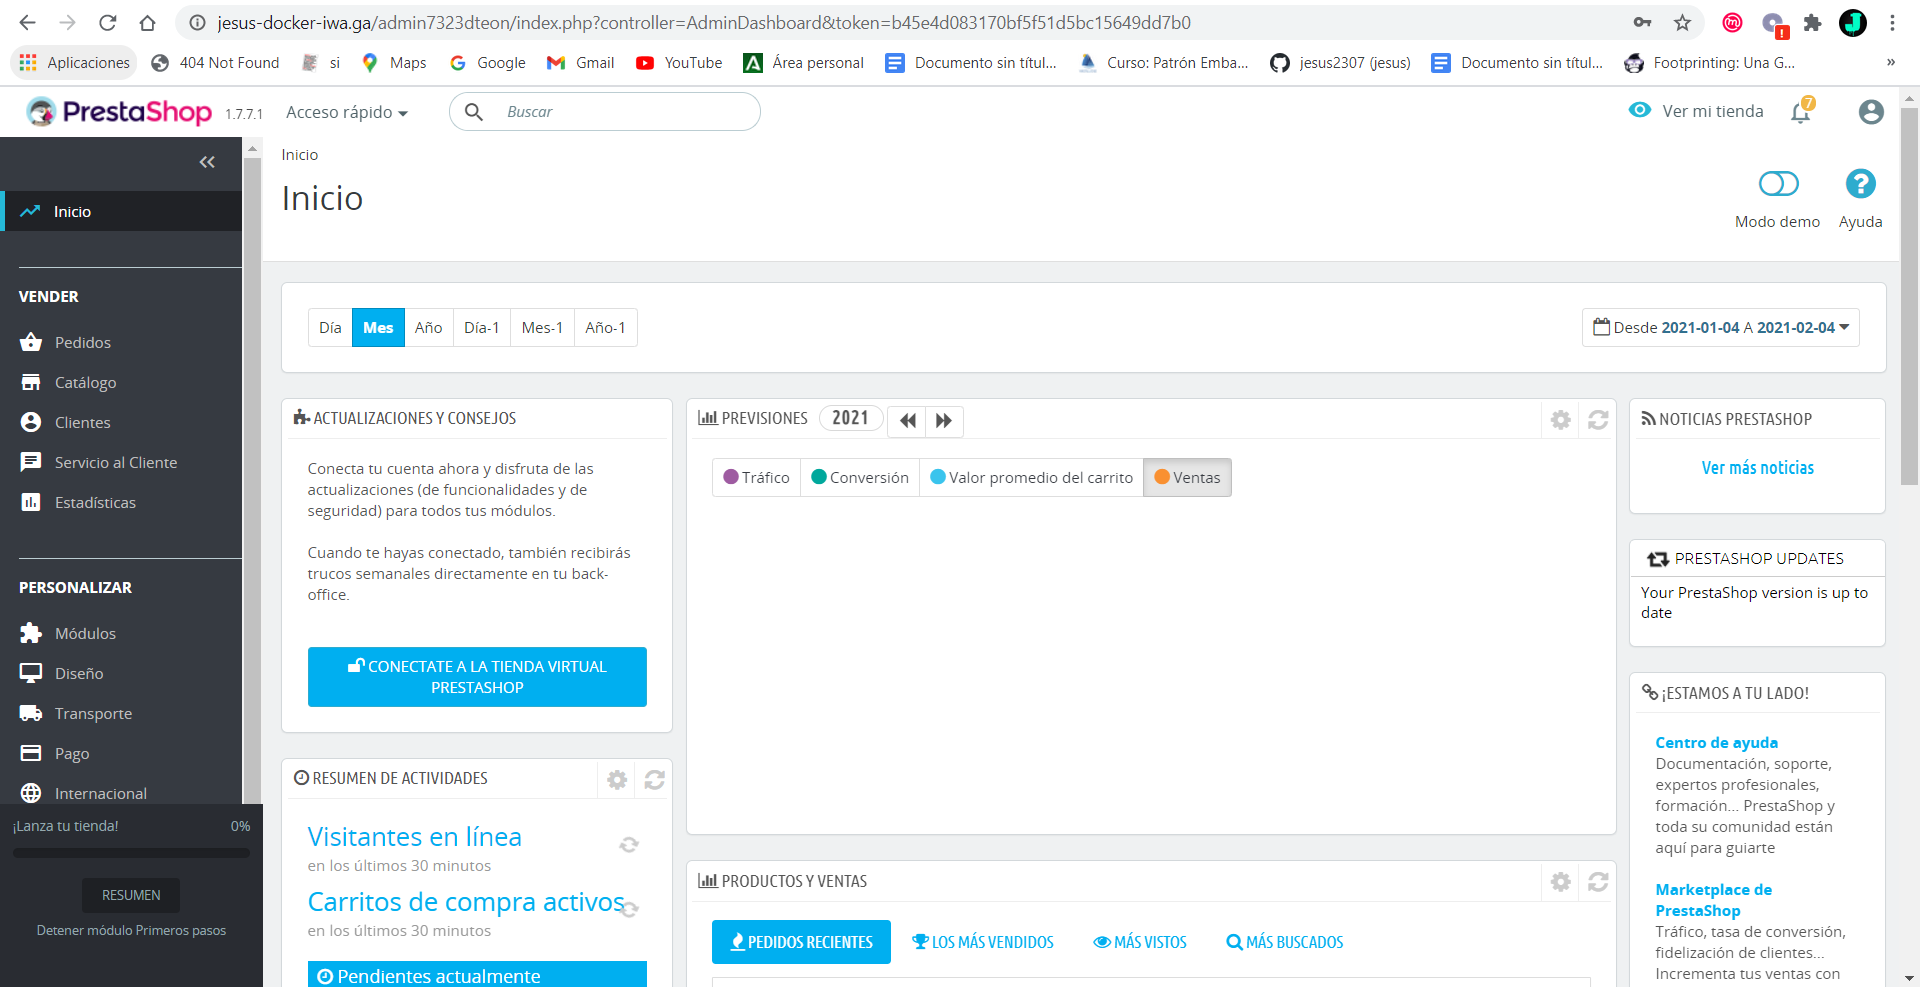 jesus-docker-iwa.ga/admin7323dteon/index.php?controller=AdminDashboard&token=b45e4d083170bf5f51d5bc15649dd7b0
Aplicaciones 404 Not Found si Maps Google Gmail YouTube Área personal Documento sin títul... Curso: Patrón Emba... jesus2307 (jesus) Documento sin títul... Footprinting: Una G... »
PrestaShop 1.7.7.1 Acceso rápido Buscar Ver mi tienda 7
Inicio
Inicio
Modo demo Ayuda
Inicio
VENDER
Pedidos
Catálogo
Clientes
Servicio al Cliente
Estadísticas
PERSONALIZAR
Módulos
Diseño
Transporte
Pago
Internacional
¡Lanza tu tienda! 0%
RESUMEN
Detener módulo Primeros pasos
Día Mes Año Día-1 Mes-1 Año-1
Desde 2021-01-04 A 2021-02-04
ACTUALIZACIONES Y CONSEJOS
Conecta tu cuenta ahora y disfruta de las
actualizaciones (de funcionalidades y de
seguridad) para todos tus módulos.
Cuando te hayas conectado, también recibirás
trucos semanales directamente en tu back-
office.
CONECTATE A LA TIENDA VIRTUAL
PRESTASHOP
RESUMEN DE ACTIVIDADES
Visitantes en línea
en los últimos 30 minutos
Carritos de compra activos
en los últimos 30 minutos
Pendientes actualmente
PREVISIONES 2021
Tráfico Conversión Valor promedio del carrito Ventas
PRODUCTOS Y VENTAS
PEDIDOS RECIENTES LOS MÁS VENDIDOS MÁS VISTOS MÁS BUSCADOS
NOTICIAS PRESTASHOP
Ver más noticias
PRESTASHOP UPDATES
Your PrestaShop version is up to
date
¡ESTAMOS A TU LADO!
Centro de ayuda
Documentación, soporte,
expertos profesionales,
formación... PrestaShop y
toda su comunidad están
aquí para guiarte
Marketplace de
PrestaShop
Tráfico, tasa de conversión,
fidelización de clientes...
Incrementa tus ventas con